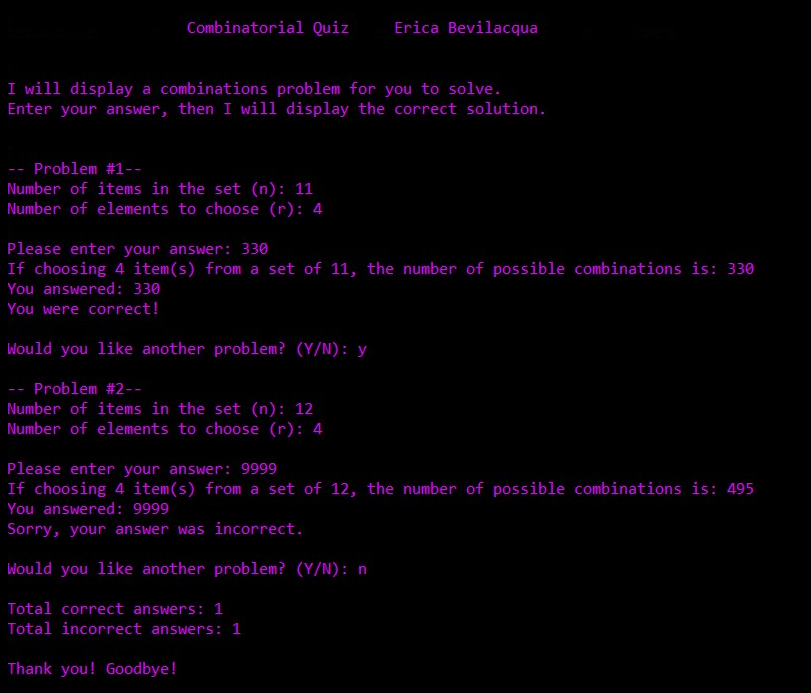 Combinatorial Quiz     Erica Bevilacqua
I will display a combinations problem for you to solve.
Enter your answer, then I will display the correct solution.
-- Problem #1--
Number of items in the set (n): 11
Number of elements to choose (r): 4
Please enter your answer: 330
If choosing 4 item(s) from a set of 11, the number of possible combinations is: 330
You answered: 330
You were correct!
Would you like another problem? (Y/N): y
-- Problem #2--
Number of items in the set (n): 12
Number of elements to choose (r): 4
Please enter your answer: 9999
If choosing 4 item(s) from a set of 12, the number of possible combinations is: 495
You answered: 9999
Sorry, your answer was incorrect.
Would you like another problem? (Y/N): n
Total correct answers: 1
Total incorrect answers: 1
Thank you! Goodbye!